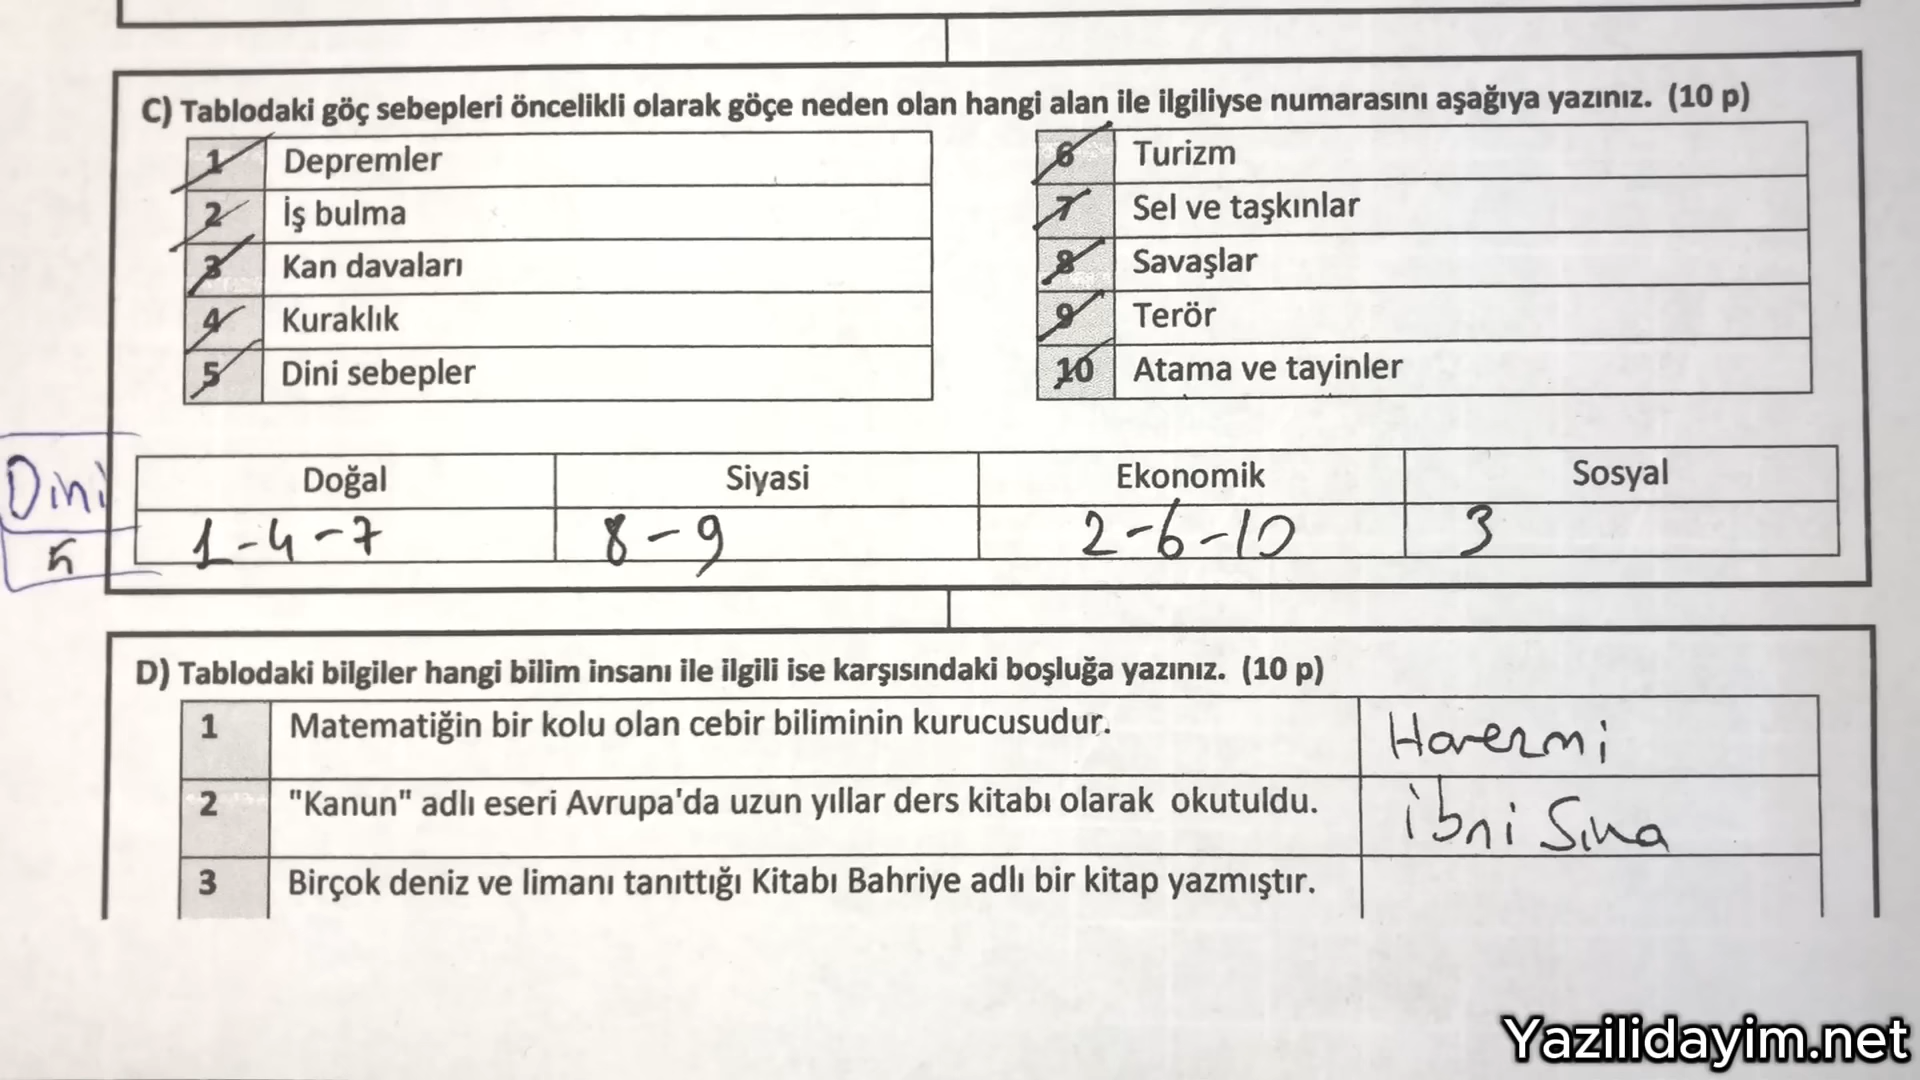 C) Tablodaki göç sebepleri öncelikli olarak göçe neden olan hangi alan ile ilgiliyse numarasını aşağıya yazınız. (10 p)
1 Depremler
2 İş bulma
3 Kan davaları
4 Kuraklık
5 Dini sebepler
6 Turizm
7 Sel ve taşkınlar
8 Savaşlar
9 Terör
10 Atama ve tayinler
Dini
5
Doğal Siyasi Ekonomik Sosyal
1-4-7 8-9 2-6-10 3
D) Tablodaki bilgiler hangi bilim insanı ile ilgili ise karşısındaki boşluğa yazınız. (10 p)
1 Matematiğin bir kolu olan cebir biliminin kurucusudur. Harezmi
2 "Kanun" adlı eseri Avrupa'da uzun yıllar ders kitabı olarak okutuldu. İbni Sina
3 Birçok deniz ve limanı tanıttığı Kitabı Bahriye adlı bir kitap yazmıştır.
Yazilidayim.net